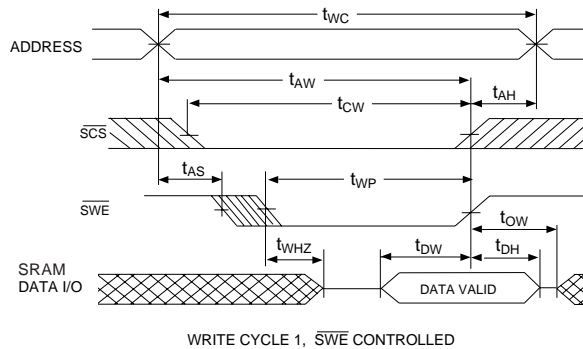 tWC
ADDRESS
tAW
tCW
tAH
SCS
tAS
tWP
SWE
tOW
tWHZ
tDW
tDH
SRAM
DATA I/O
DATA VALID
WRITE CYCLE 1, SWE CONTROLLED